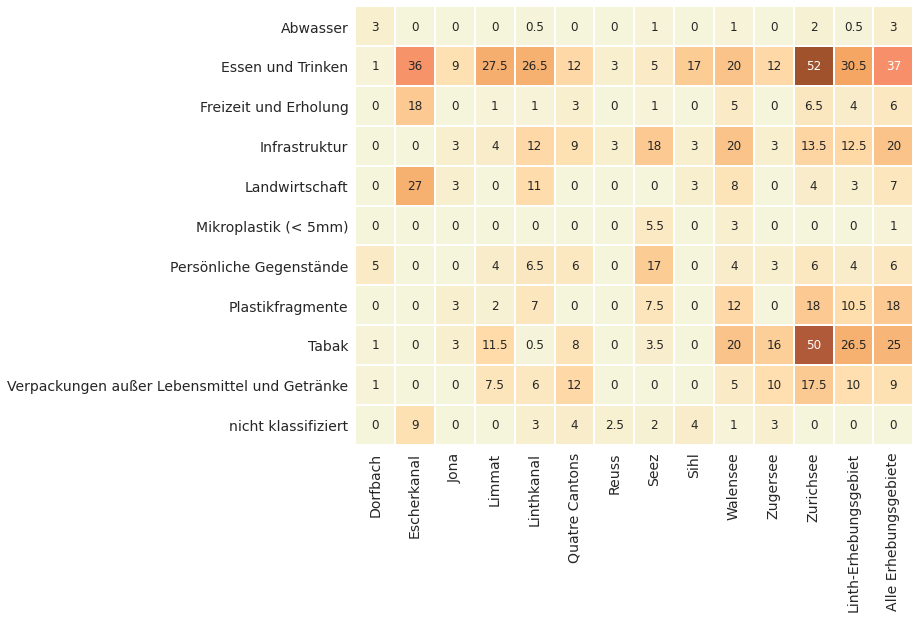 Abwasser 3 0 0 0 0.5 0 0 1 0 1 0 2 0.5 3
Essen und Trinken 1 36 9 27.5 26.5 12 3 5 17 20 12 52 30.5 37
Freizeit und Erholung 0 18 0 1 1 3 0 1 0 5 0 6.5 4 6
Infrastruktur 0 0 3 4 12 9 3 18 3 20 3 13.5 12.5 20
Landwirtschaft 0 27 3 0 11 0 0 0 3 8 0 4 3 7
Mikroplastik (< 5mm) 0 0 0 0 0 0 0 5.5 0 3 0 0 0 1
Persönliche Gegenstände 5 0 0 4 6.5 6 0 17 0 4 3 6 4 6
Plastikfragmente 0 0 3 2 7 0 0 7.5 0 12 0 18 10.5 18
Tabak 1 0 3 11.5 0.5 8 0 3.5 0 20 16 50 26.5 25
Verpackungen außer Lebensmittel und Getränke 1 0 0 7.5 6 12 0 0 0 5 10 17.5 10 9
nicht klassifiziert 0 9 0 0 3 4 2.5 2 4 1 3 0 0 0
Dorfbach
Escherkanal
Jona
Limmat
Linthkanal
Quatre Cantons
Reuss
Seez
Sihl
Walensee
Zugersee
Zurichsee
Linth-Erhebungsgebiet
Alle Erhebungsgebiete